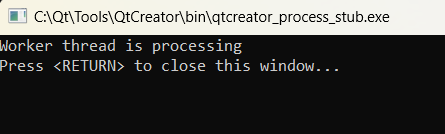 C:\Qt\Tools\QtCreator\bin\qtcreator_process_stub.exe
Worker thread is processing
Press <RETURN> to close this window...